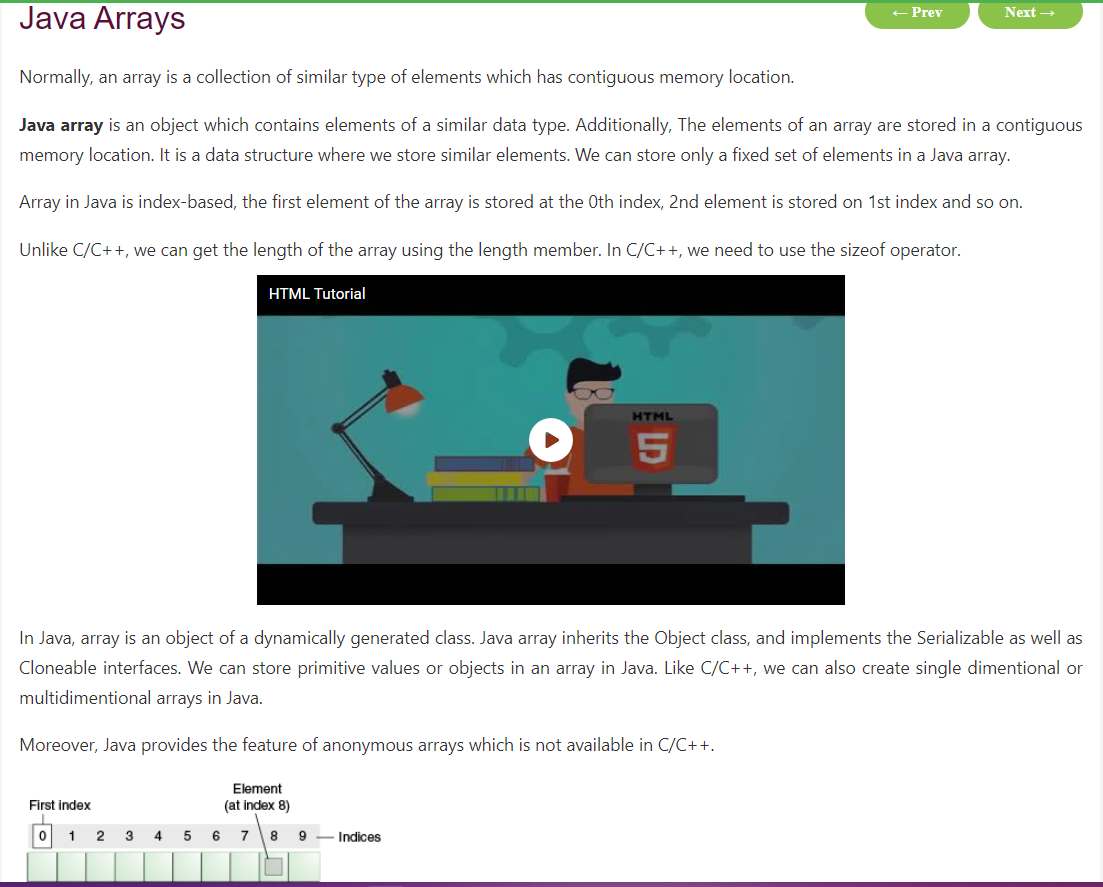 Java Arrays
← Prev
Next →
Normally, an array is a collection of similar type of elements which has contiguous memory location.
Java array is an object which contains elements of a similar data type. Additionally, The elements of an array are stored in a contiguous
memory location. It is a data structure where we store similar elements. We can store only a fixed set of elements in a Java array.
Array in Java is index-based, the first element of the array is stored at the 0th index, 2nd element is stored on 1st index and so on.
Unlike C/C++, we can get the length of the array using the length member. In C/C++, we need to use the sizeof operator.
HTML Tutorial
HTML
5
In Java, array is an object of a dynamically generated class. Java array inherits the Object class, and implements the Serializable as well as
Cloneable interfaces. We can store primitive values or objects in an array in Java. Like C/C++, we can also create single dimentional or
multidimentional arrays in Java.
Moreover, Java provides the feature of anonymous arrays which is not available in C/C++.
Element
First index
(at index 8)
0 1 2 3 4 5 6 7 8 9 Indices